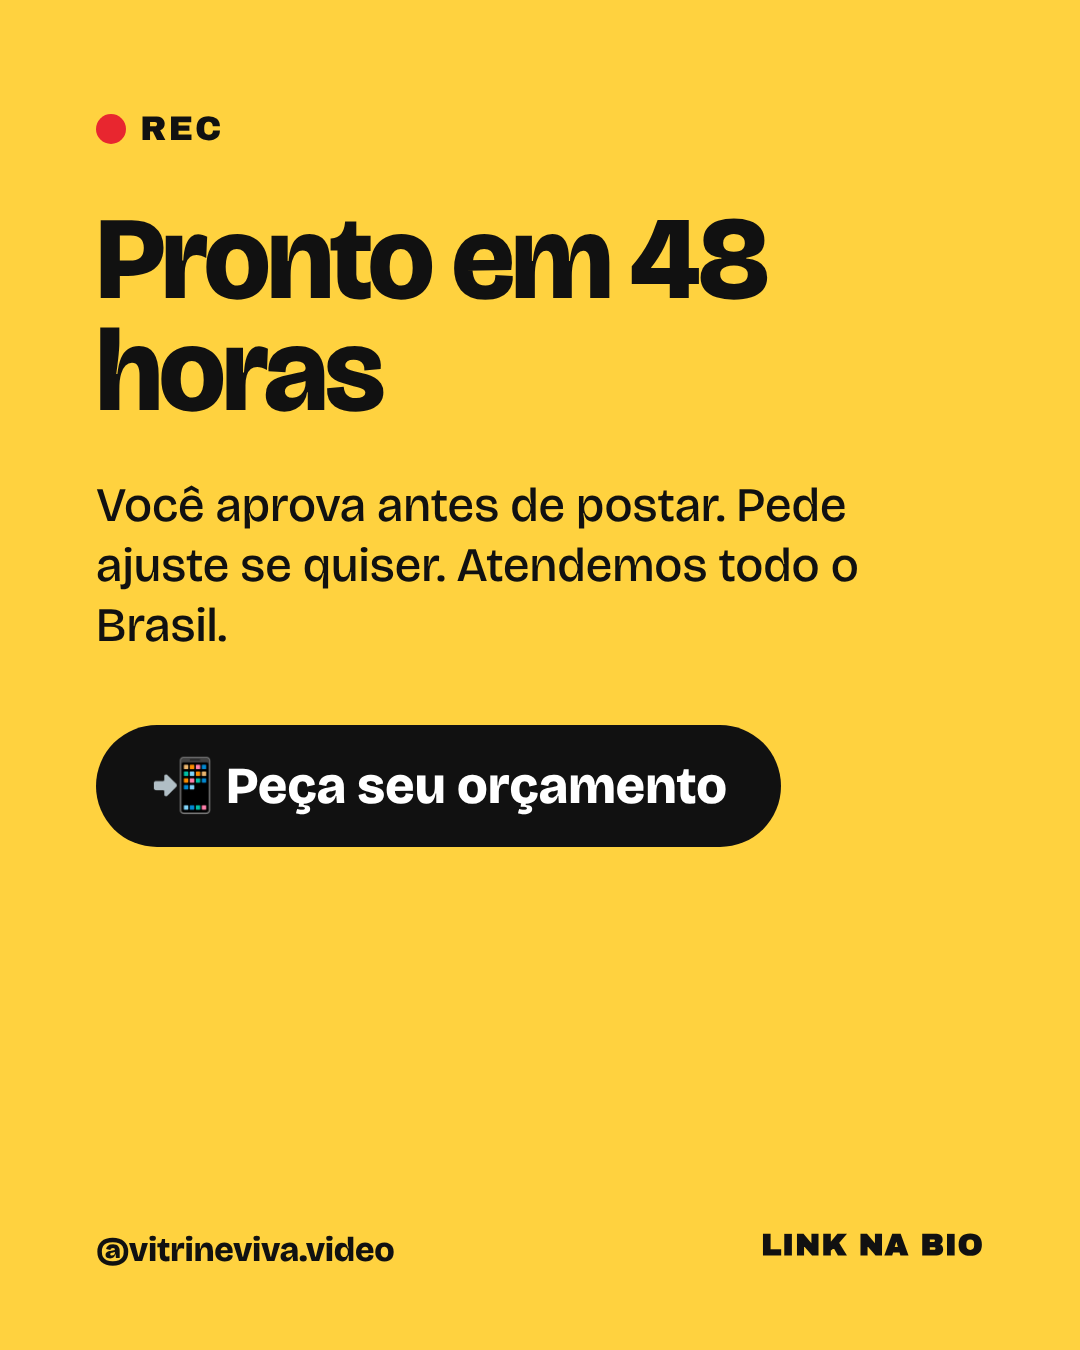 REC
Pronto em 48
horas
Você aprova antes de postar. Pede
ajuste se quiser. Atendemos todo o
Brasil.
📲 Peça seu orçamento
@vitrineviva.video
LINK NA BIO